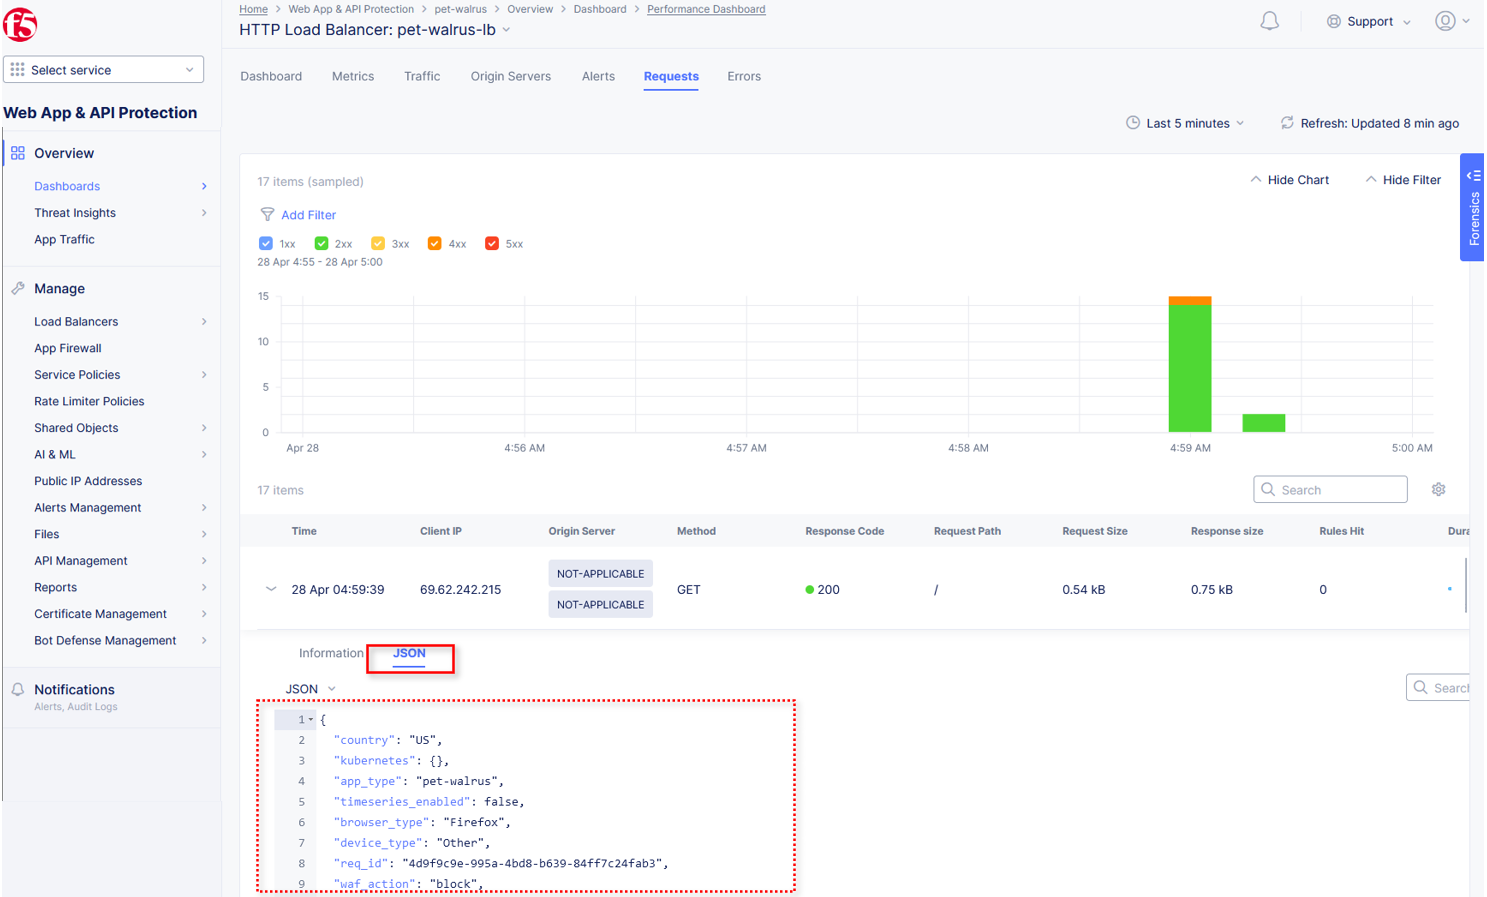 f5
Home > Web App & API Protection > pet-walrus > Overview > Dashboard > Performance Dashboard
HTTP Load Balancer: pet-walrus-lb
Support
Select service
Dashboard Metrics Traffic Origin Servers Alerts Requests Errors
Web App & API Protection
Last 5 minutes
Refresh: Updated 8 min ago
Overview
Dashboards
Threat Insights
App Traffic
Manage
Load Balancers
App Firewall
Service Policies
Rate Limiter Policies
Shared Objects
AI & ML
Public IP Addresses
Alerts Management
Files
API Management
Reports
Certificate Management
Bot Defense Management
Notifications
Alerts, Audit Logs
17 items (sampled)
Hide Chart
Hide Filter
Forensics
Add Filter
1xx 2xx 3xx 4xx 5xx
28 Apr 4:55 - 28 Apr 5:00
15
10
5
0
Apr 28 4:56 AM 4:57 AM 4:58 AM 4:59 AM 5:00 AM
17 items
Search
Time Client IP Origin Server Method Response Code Request Path Request Size Response size Rules Hit Dura
NOT-APPLICABLE
28 Apr 04:59:39 69.62.242.215 GET 200 / 0.54 kB 0.75 kB 0
NOT-APPLICABLE
Information JSON
JSON
Search
1 {
2 "country": "US",
3 "kubernetes": {},
4 "app_type": "pet-walrus",
5 "timeseries_enabled": false,
6 "browser_type": "Firefox",
7 "device_type": "Other",
8 "req_id": "4d9f9c9e-995a-4bd8-b639-84ff7c24fab3",
9 "waf_action": "block",